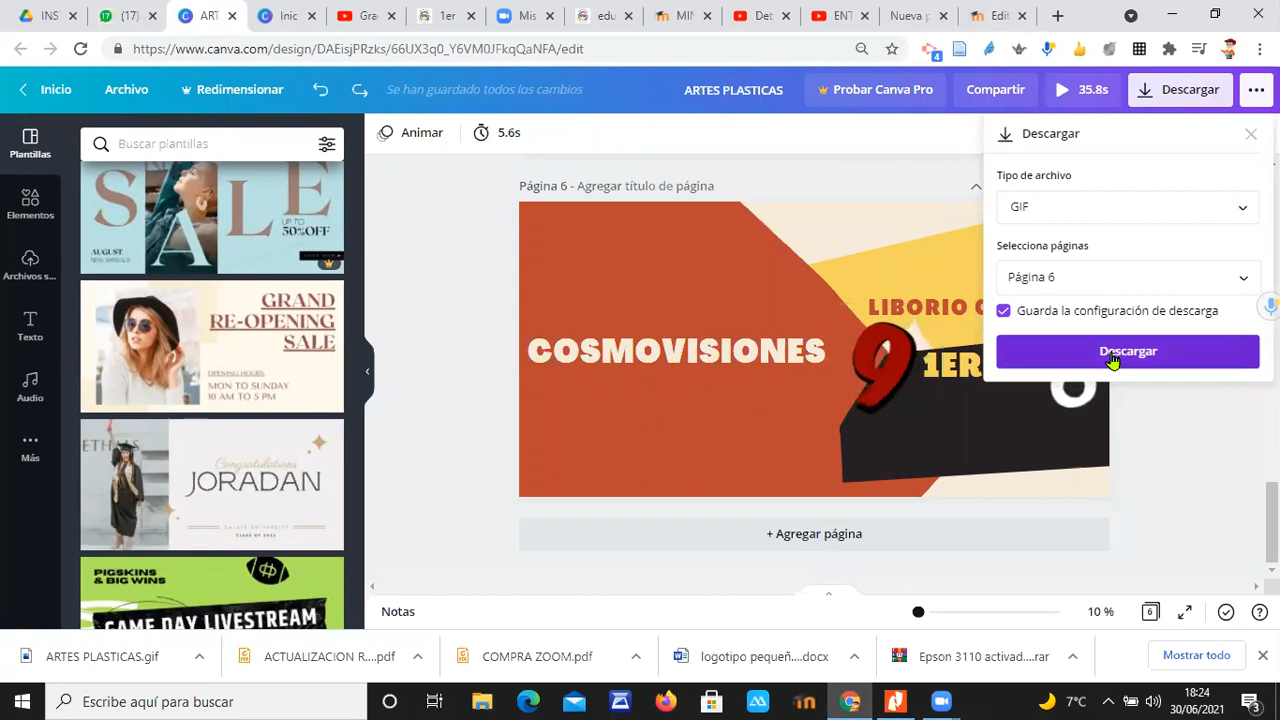 INS
(17)
ART
Inic
Gra
1er
Mis
edu
MIN
Det
ENT
Nueva p
Edit
https://www.canva.com/design/DAEisjPRzks/66UX3q0_Y6VM0JFkqQaNFA/edit
4
Inicio
Archivo
Redimensionar
Se han guardado todos los cambios
ARTES PLASTICAS
Probar Canva Pro
Compartir
35.8s
Descargar
Plantillas
Elementos
Archivos s...
Texto
Audio
Más
Buscar plantillas
SALE
UP TO
50%OFF
AUGUST
NEW ARRIVALS
GRAND
RE-OPENING
SALE
OPENING HOURS:
MON TO SUNDAY
10 AM TO 5 PM
Congratulations
JORADAN
CLASS OF 2022
PIGSKINS
& BIG WINS
GAME DAY LIVESTREAM
Animar
5.6s
Página 6 - Agregar título de página
COSMOVISIONES
LIBORIO
9
1ER
Descargar
Tipo de archivo
GIF
Selecciona páginas
Página 6
Guarda la configuración de descarga
Descargar
+ Agregar página
Notas
10 %
6
ARTES PLASTICAS.gif
ACTUALIZACION R....pdf
COMPRA ZOOM.pdf
logotipo pequeñ....docx
Epson 3110 activad....rar
Mostrar todo
Escribe aquí para buscar
7°C
18:24
30/06/2021
3